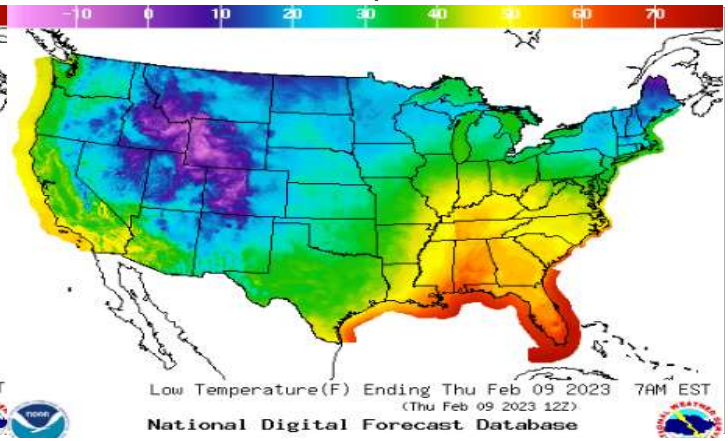 -10 0 10 20 30 40 50 60 70
Low Temperature(F) Ending Thu Feb 09 2023 7AM EST
(Thu Feb 09 2023 12Z)
National Digital Forecast Database
T
NOAA